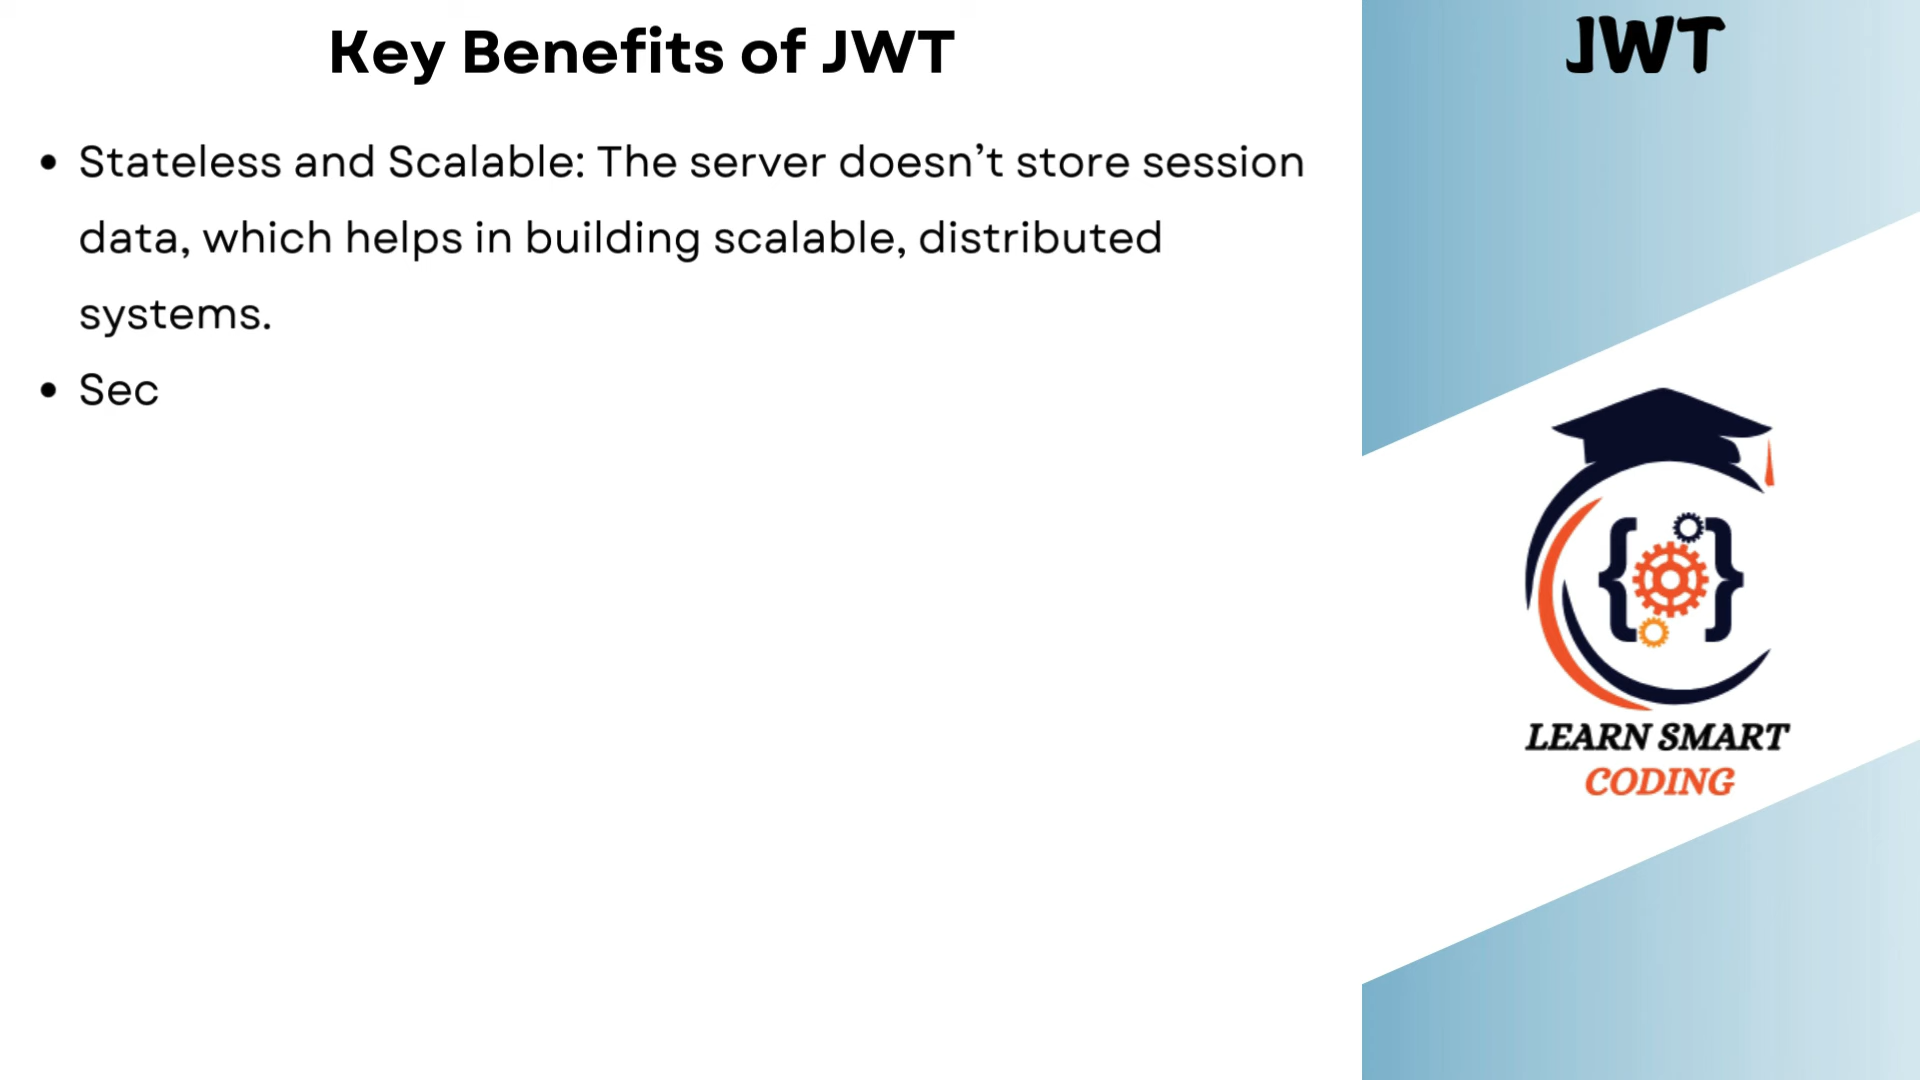 Key Benefits of JWT
• Stateless and Scalable: The server doesn’t store session
data, which helps in building scalable, distributed
systems.
• Sec
JWT
{ }
LEARN SMART
CODING